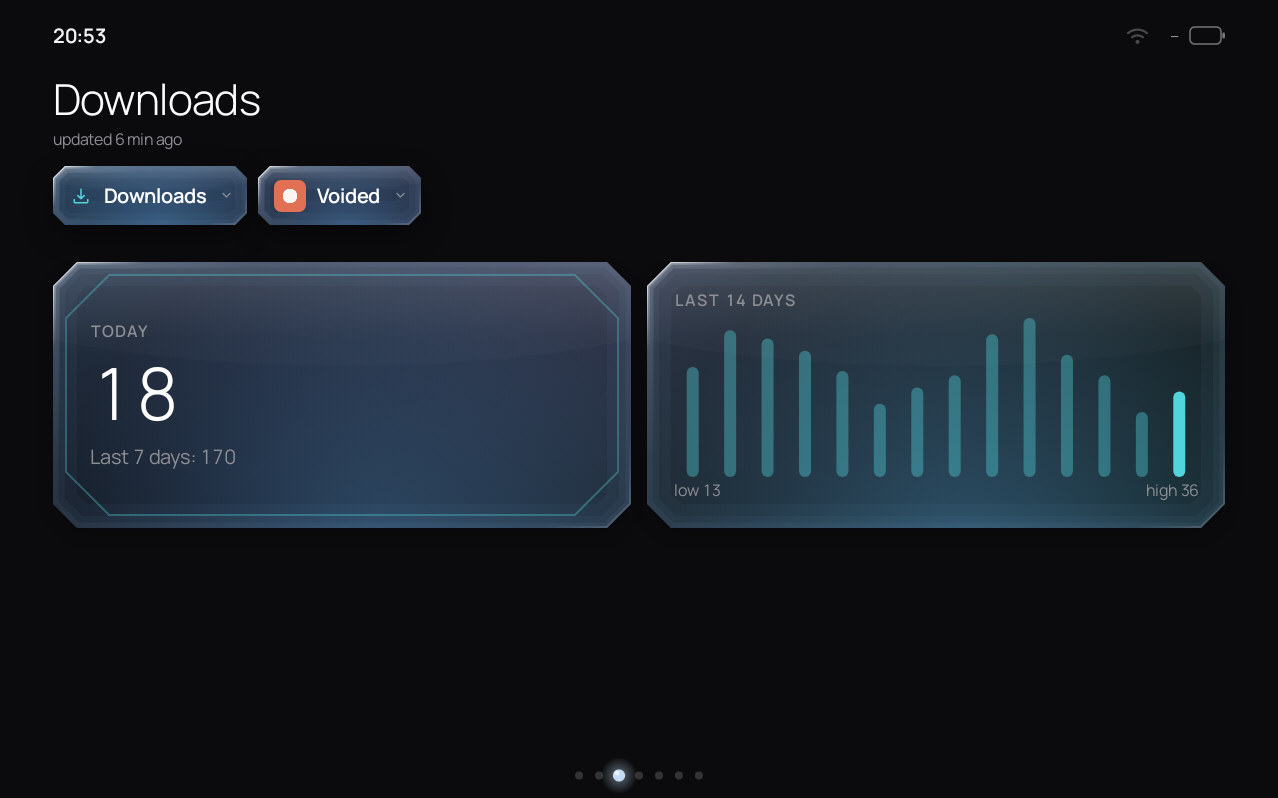 20:53
–
Downloads
updated 6 min ago
Downloads
Voided
TODAY
18
Last 7 days: 170
LAST 14 DAYS
low 13
high 36